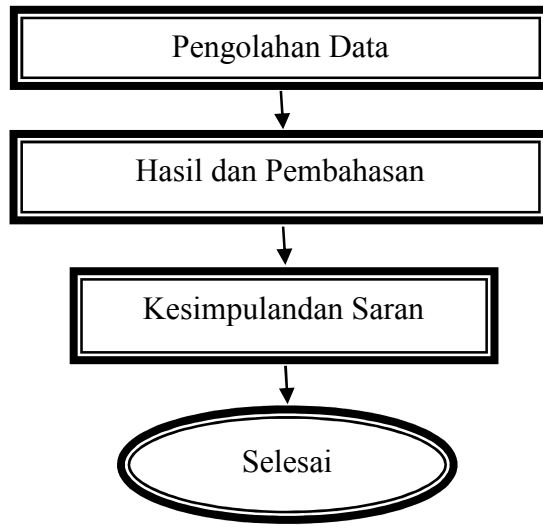 Pengolahan Data
Hasil dan Pembahasan
Kesimpulandan Saran
Selesai